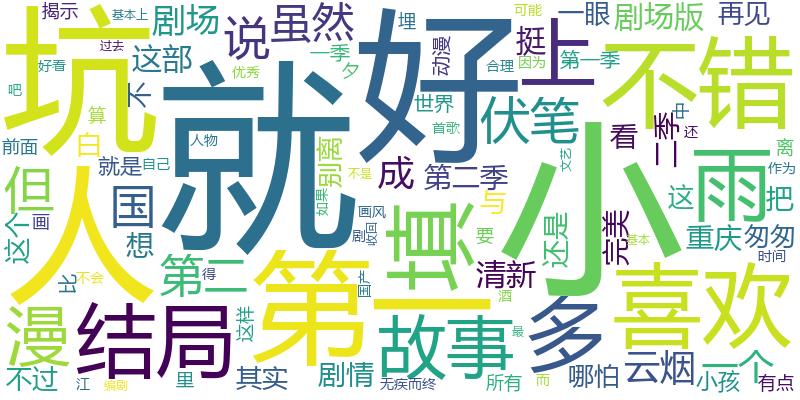 揭示
基本上
剧场
说
虽然
埋
动漫
挺
上
一眼
剧场版
再见
过去
坑
好看
这部
不
优秀
一季
夕
就
好
合理
第一季
因为
可能
不错
吧
算
世界
伏笔
首歌
看
二季
中
还
前面
白
人物
就是
自己
别离
不是
成
第二季
文艺
离
作为
但
国
如果
与
小
这
雨
把
这个
画
人
想
画风
剧
收回
填
要
还是
完美
重庆
匆匆
基本
时间
比
不会
第二
得
国产
第一
清新
酒
喜欢
漫
结局
这样
故事
最
多
云烟
一个
不过
江
编剧
里
其实
剧情
无疾而终
所有
而
哪怕
小孩
有点